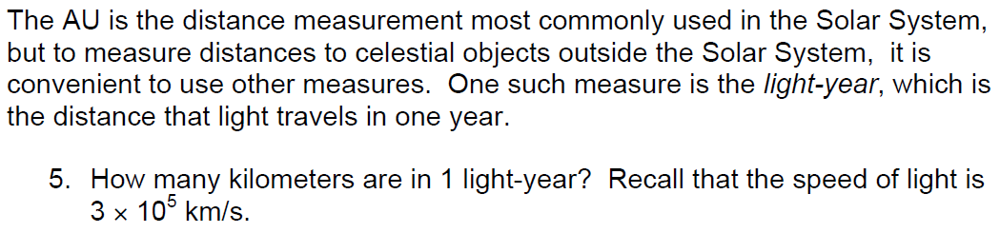 The AU is the distance measurement most commonly used in the Solar System,
but to measure distances to celestial objects outside the Solar System,  it is
convenient to use other measures.  One such measure is the light-year, which is
the distance that light travels in one year.
5. How many kilometers are in 1 light-year?  Recall that the speed of light is
3 × 10⁵ km/s.